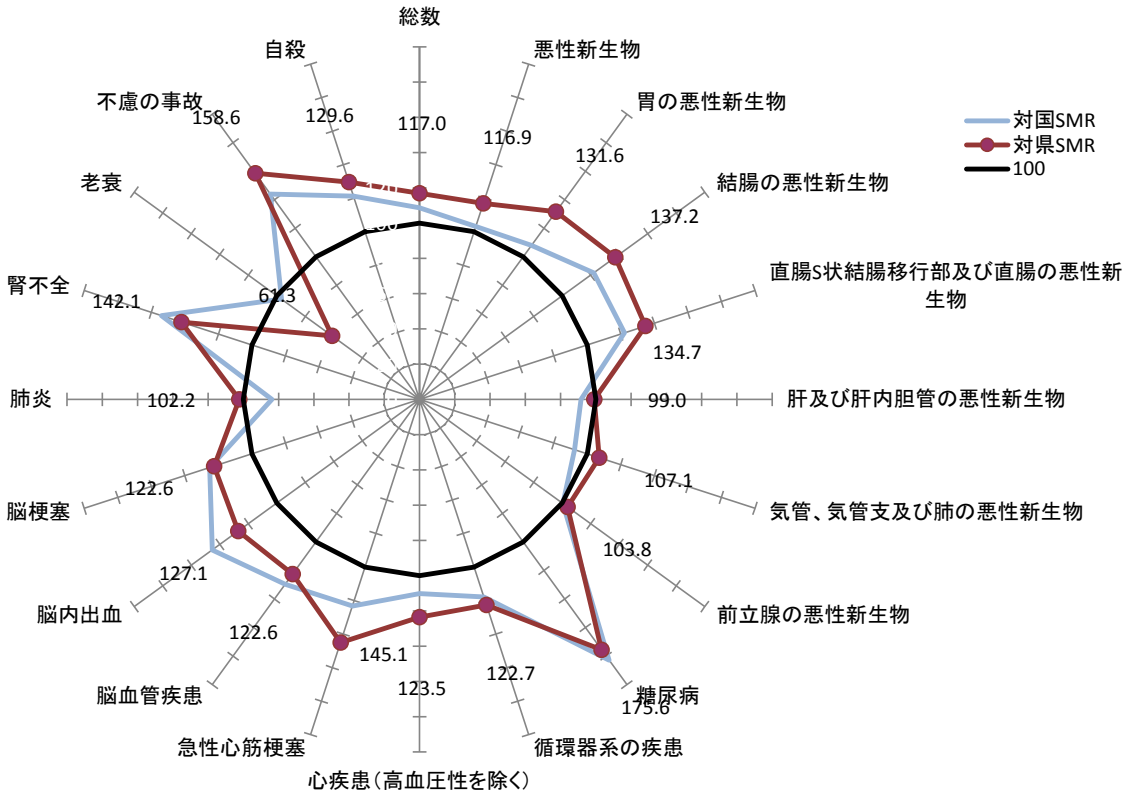 総数
自殺
悪性新生物
不慮の事故
胃の悪性新生物
158.6
129.6
117.0
116.9
131.6
対国SMR
対県SMR
100
老衰
結腸の悪性新生物
137.2
120
100
直腸S状結腸移行部及び直腸の悪性新
生物
腎不全
142.1
61.3
134.7
肺炎
102.2
99.0
肝及び肝内胆管の悪性新生物
脳梗塞
122.6
107.1
気管、気管支及び肺の悪性新生物
103.8
脳内出血
127.1
前立腺の悪性新生物
122.6
145.1
122.7
脳血管疾患
123.5
糖尿病
175.6
急性心筋梗塞
循環器系の疾患
心疾患(高血圧性を除く)